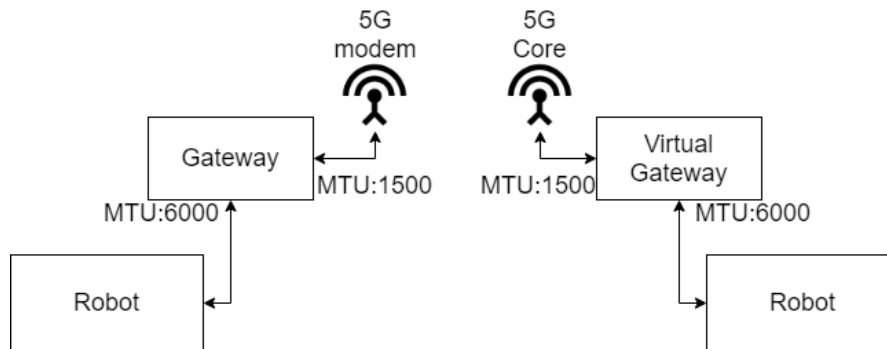 5G
modem
5G
Core
Gateway
Virtual
Gateway
MTU:1500
MTU:1500
MTU:6000
MTU:6000
Robot
Robot